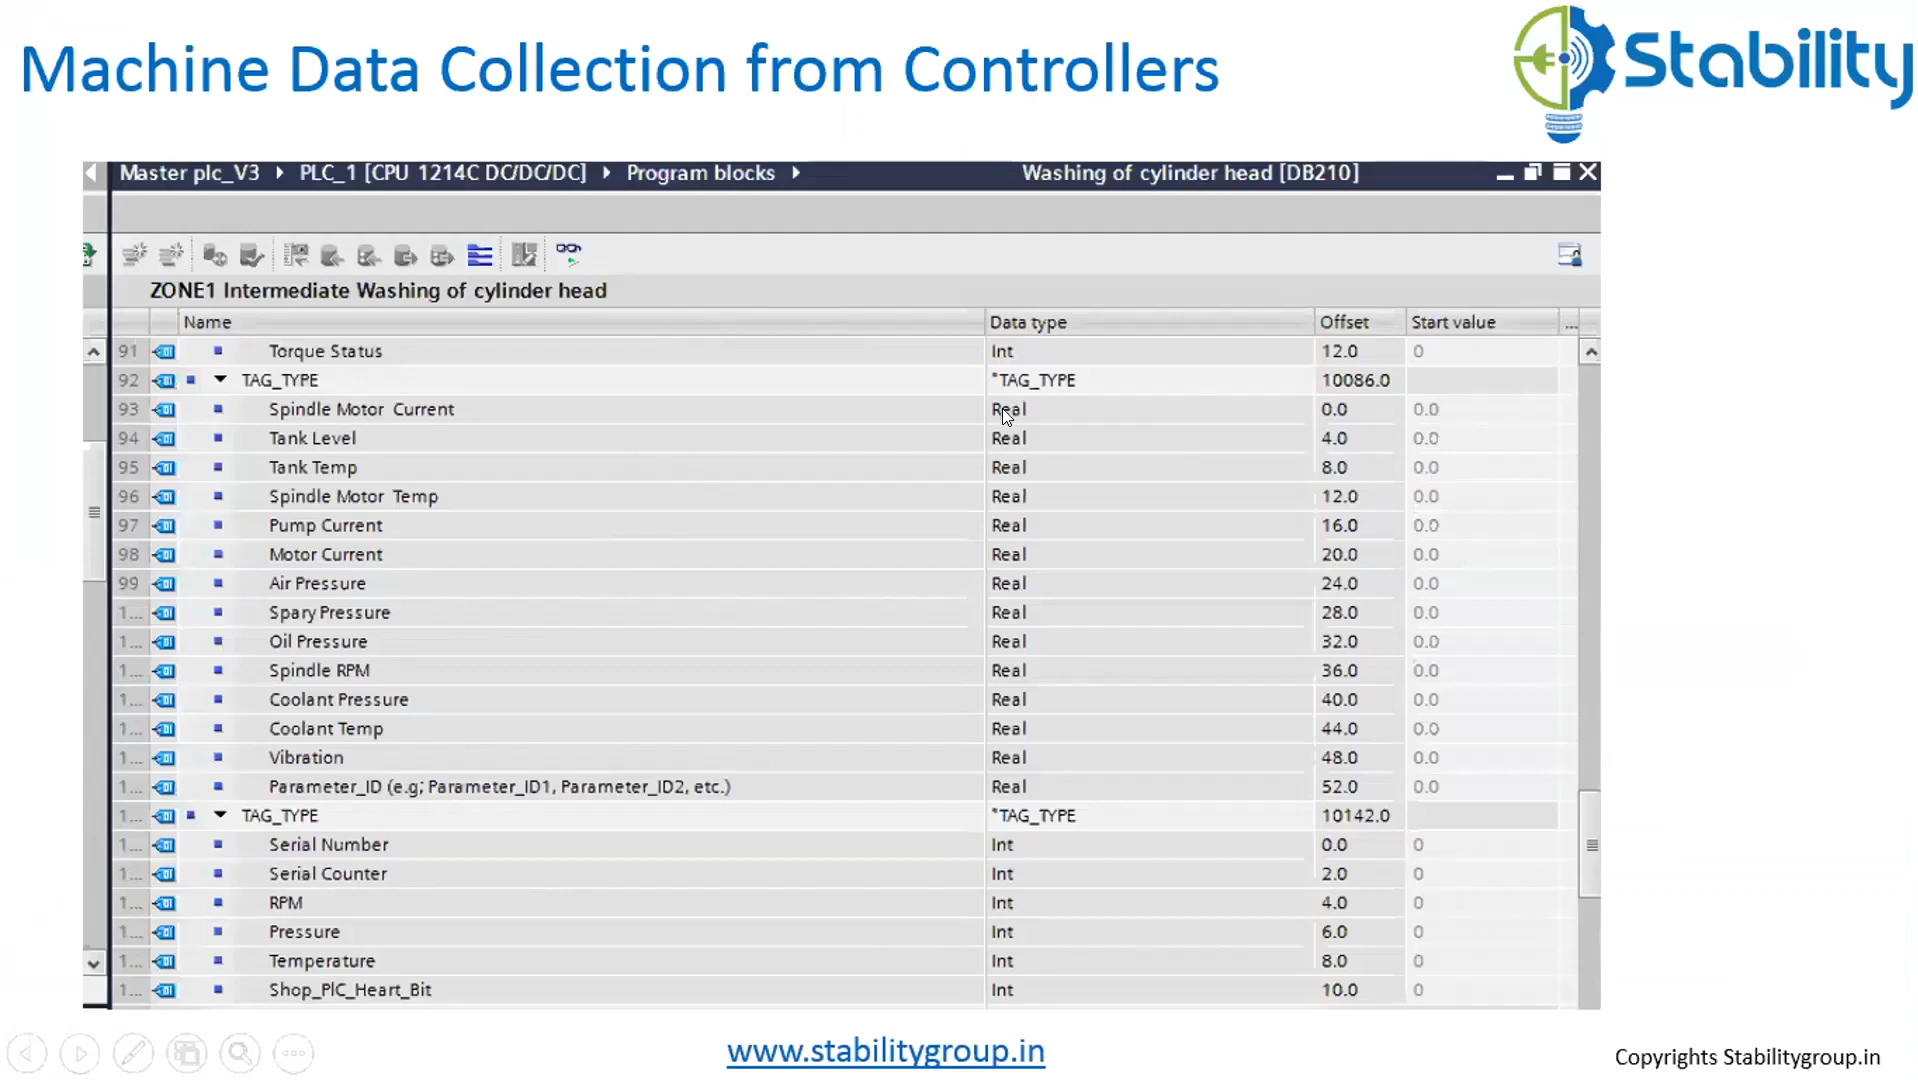 Machine Data Collection from Controllers
Stability
Master plc_V3 PLC_1 [CPU 1214C DC/DC/DC] Program blocks Washing of cylinder head [DB210]
ZONE1 Intermediate Washing of cylinder head
Name Data type Offset Start value ...
91 Torque Status Int 12.0 0
92 TAG_TYPE "TAG_TYPE 10086.0
93 Spindle Motor Current Real 0.0 0.0
94 Tank Level Real 4.0 0.0
95 Tank Temp Real 8.0 0.0
96 Spindle Motor Temp Real 12.0 0.0
97 Pump Current Real 16.0 0.0
98 Motor Current Real 20.0 0.0
99 Air Pressure Real 24.0 0.0
1... Spary Pressure Real 28.0 0.0
1... Oil Pressure Real 32.0 0.0
1... Spindle RPM Real 36.0 0.0
1... Coolant Pressure Real 40.0 0.0
1... Coolant Temp Real 44.0 0.0
1... Vibration Real 48.0 0.0
1... Parameter_ID (e.g; Parameter_ID1, Parameter_ID2, etc.) Real 52.0 0.0
1... TAG_TYPE "TAG_TYPE 10142.0
1... Serial Number Int 0.0 0
1... Serial Counter Int 2.0 0
1... RPM Int 4.0 0
1... Pressure Int 6.0 0
1... Temperature Int 8.0 0
1... Shop_PlC_Heart_Bit Int 10.0 0
www.stabilitygroup.in
Copyrights Stabilitygroup.in